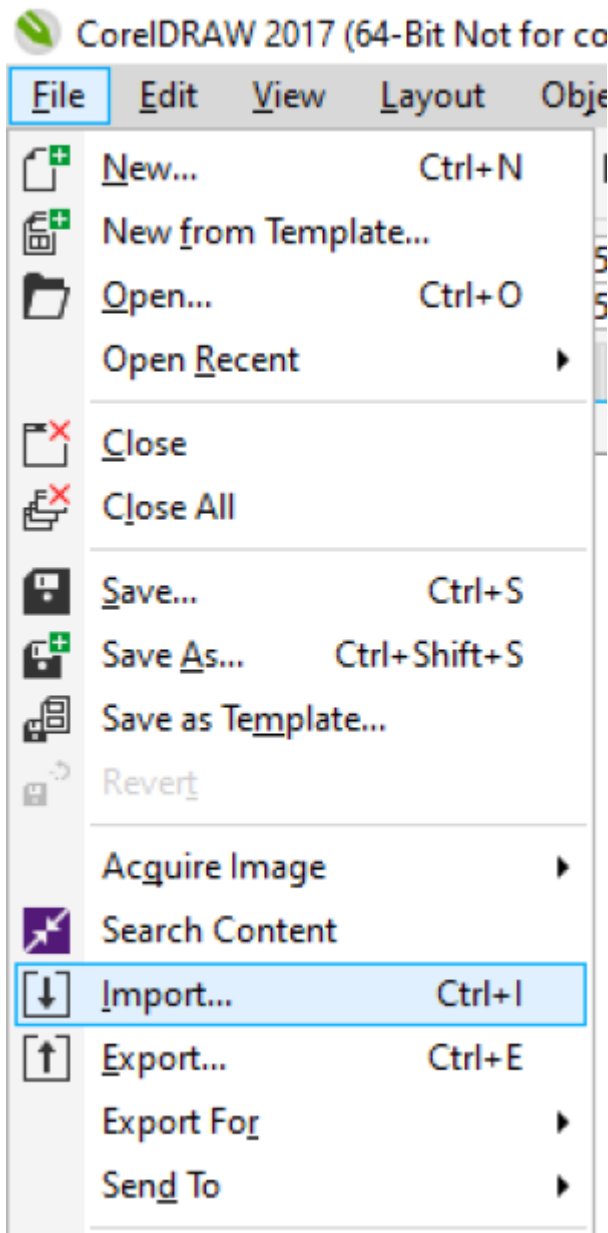 CorelDRAW 2017 (64-Bit Not for co
File Edit View Layout Obje
New... Ctrl+N
New from Template...
Open... Ctrl+O
Open Recent
Close
Close All
Save... Ctrl+S
Save As... Ctrl+Shift+S
Save as Template...
Revert
Acquire Image
Search Content
Import... Ctrl+I
Export... Ctrl+E
Export For
Send To